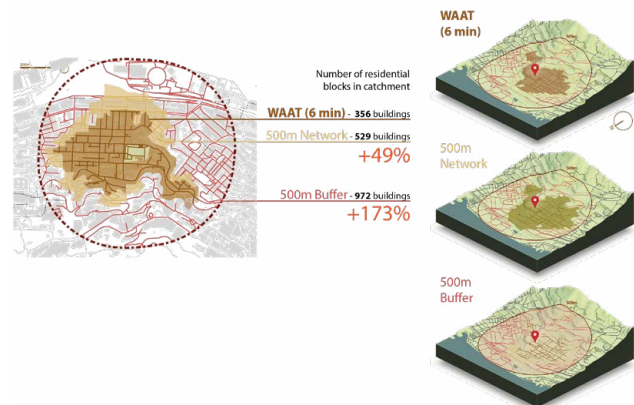 Number of residential
blocks in catchment
WAAT (6 min) - 356 buildings
500m Network - 529 buildings
+49%
500m Buffer - 972 buildings
+173%
WAAT
(6 min)
500m
Network
500m
Buffer